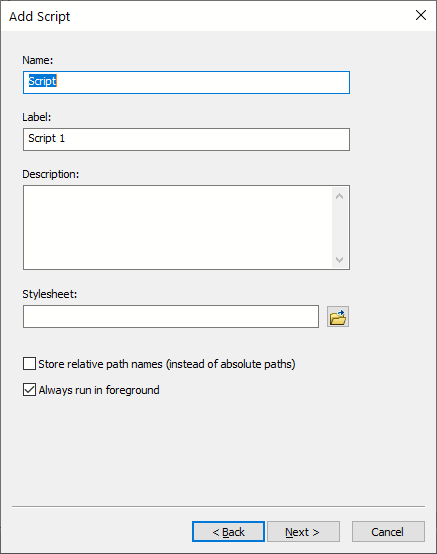 Add Script
Name:
Script
Label:
Script 1
Description:
Stylesheet:
Store relative path names (instead of absolute paths)
Always run in foreground
< Back
Next >
Cancel